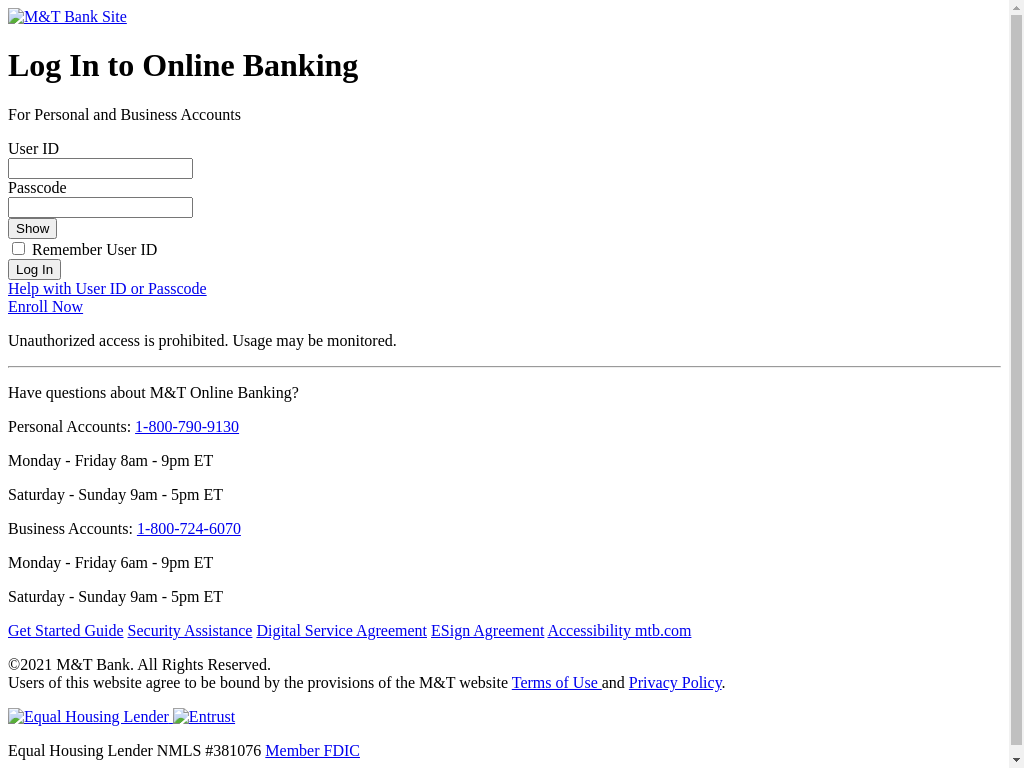 M&T Bank Site
Log In to Online Banking
For Personal and Business Accounts
User ID
Passcode
Show
Remember User ID
Log In
Help with User ID or Passcode
Enroll Now
Unauthorized access is prohibited. Usage may be monitored.
Have questions about M&T Online Banking?
Personal Accounts: 1-800-790-9130
Monday - Friday 8am - 9pm ET
Saturday - Sunday 9am - 5pm ET
Business Accounts: 1-800-724-6070
Monday - Friday 6am - 9pm ET
Saturday - Sunday 9am - 5pm ET
Get Started Guide Security Assistance Digital Service Agreement ESign Agreement Accessibility mtb.com
©2021 M&T Bank. All Rights Reserved.
Users of this website agree to be bound by the provisions of the M&T website Terms of Use and Privacy Policy.
Equal Housing Lender Entrust
Equal Housing Lender NMLS #381076 Member FDIC